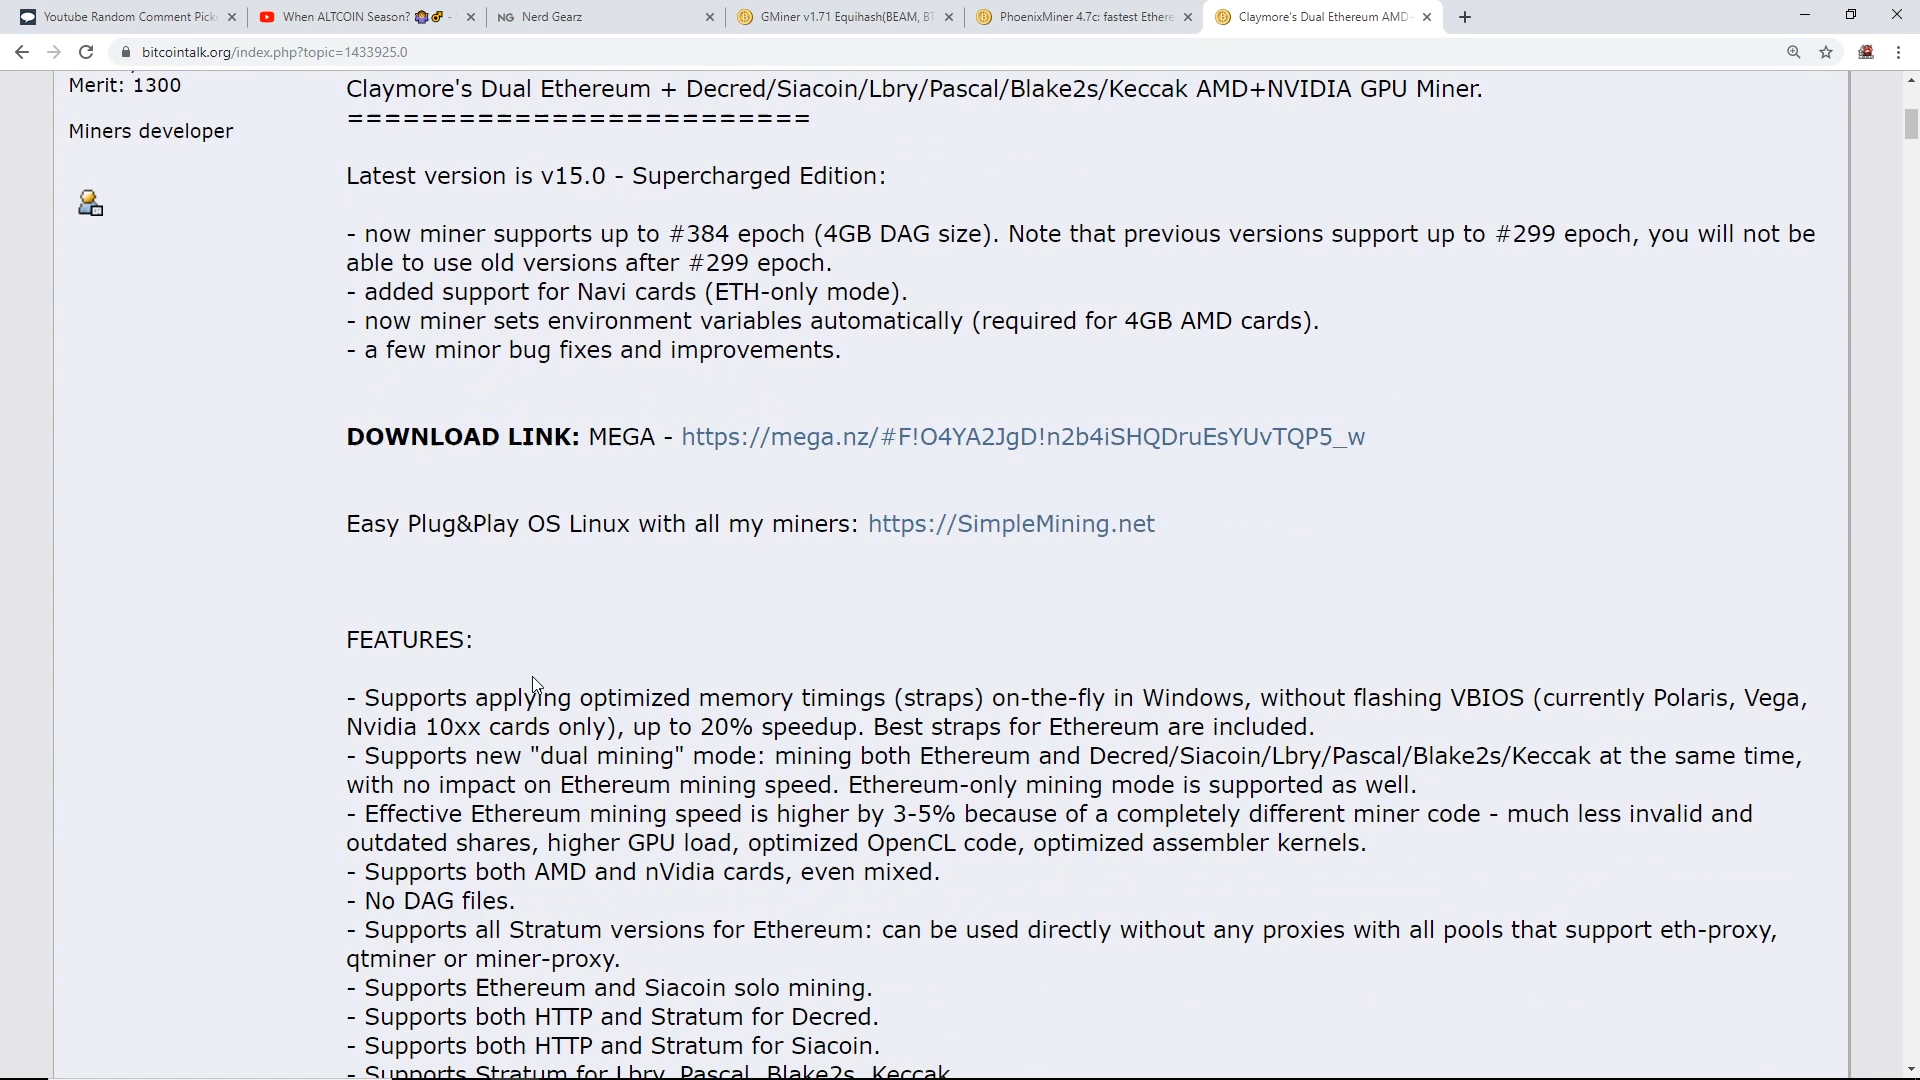 Youtube Random Comment Picke
When ALTCOIN Season?
NG Nerd Gearz
GMiner v1.71 Equihash(BEAM, BT
PhoenixMiner 4.7c: fastest Ethere
Claymore's Dual Ethereum AMD
bitcointalk.org/index.php?topic=1433925.0
Merit: 1300
Miners developer
Claymore's Dual Ethereum + Decred/Siacoin/Lbry/Pascal/Blake2s/Keccak AMD+NVIDIA GPU Miner.
=========================
Latest version is v15.0 - Supercharged Edition:
- now miner supports up to #384 epoch (4GB DAG size). Note that previous versions support up to #299 epoch, you will not be
able to use old versions after #299 epoch.
- added support for Navi cards (ETH-only mode).
- now miner sets environment variables automatically (required for 4GB AMD cards).
- a few minor bug fixes and improvements.
DOWNLOAD LINK: MEGA - https://mega.nz/#F!O4YA2JgD!n2b4iSHQDruEsYUvTQP5_w
Easy Plug&Play OS Linux with all my miners: https://SimpleMining.net
FEATURES:
- Supports applying optimized memory timings (straps) on-the-fly in Windows, without flashing VBIOS (currently Polaris, Vega,
Nvidia 10xx cards only), up to 20% speedup. Best straps for Ethereum are included.
- Supports new "dual mining" mode: mining both Ethereum and Decred/Siacoin/Lbry/Pascal/Blake2s/Keccak at the same time,
with no impact on Ethereum mining speed. Ethereum-only mining mode is supported as well.
- Effective Ethereum mining speed is higher by 3-5% because of a completely different miner code - much less invalid and
outdated shares, higher GPU load, optimized OpenCL code, optimized assembler kernels.
- Supports both AMD and nVidia cards, even mixed.
- No DAG files.
- Supports all Stratum versions for Ethereum: can be used directly without any proxies with all pools that support eth-proxy,
qtminer or miner-proxy.
- Supports Ethereum and Siacoin solo mining.
- Supports both HTTP and Stratum for Decred.
- Supports both HTTP and Stratum for Siacoin.
- Supports Stratum for Lbry, Pascal, Blake2s, Keccak.